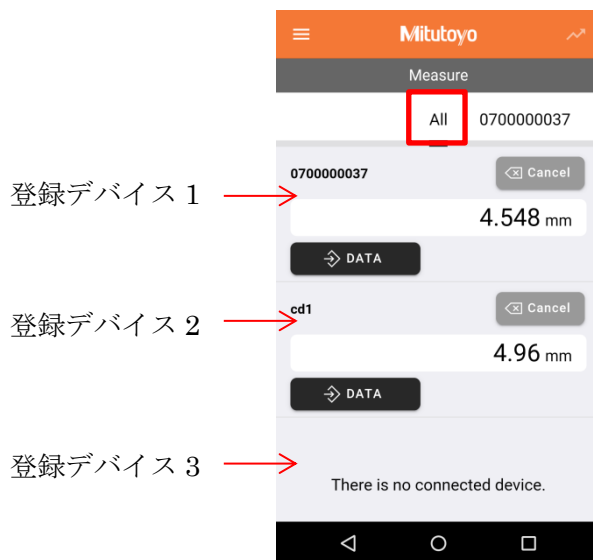 Mitutoyo
Measure
All 0700000037
登録デバイス 1
0700000037 Cancel
4.548 mm
DATA
登録デバイス 2
cd1 Cancel
4.96 mm
DATA
登録デバイス 3
There is no connected device.